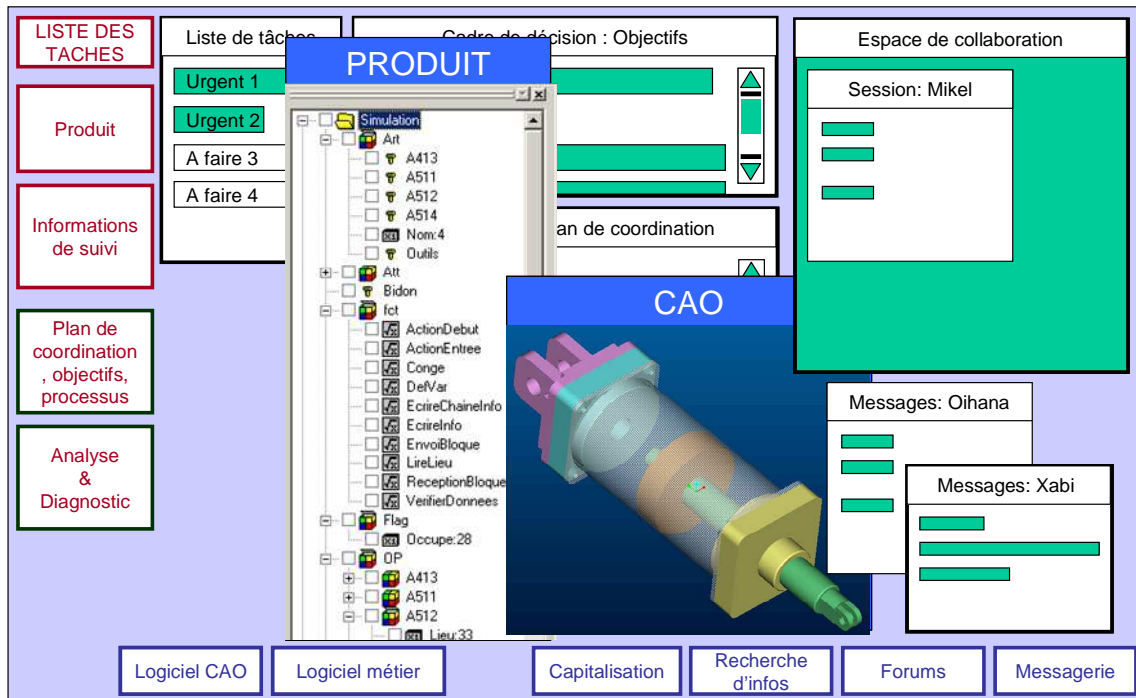 LISTE DES
TACHES
Produit
Informations
de suivi
Plan de
coordination
, objectifs,
processus
Analyse
&
Diagnostic
Liste de tâches
Urgent 1
Urgent 2
A faire 3
A faire 4
Cadre de décision : Objectifs
an de coordination
PRODUIT
Simulation
Art
A413
A511
A512
A514
Nom:4
Outils
Att
Bidon
fct
ActionDebut
ActionEntree
Conge
DefVar
EcrireChaineInfo
EcrireInfo
EnvoiBloque
LireLieu
ReceptionBloque
VerifierDonnees
Flag
Occupe:28
OP
A413
A511
A512
Lieu:33
CAO
Espace de collaboration
Session: Mikel
Messages: Oihana
Messages: Xabi
Logiciel CAO
Logiciel métier
Capitalisation
Recherche
d'infos
Forums
Messagerie